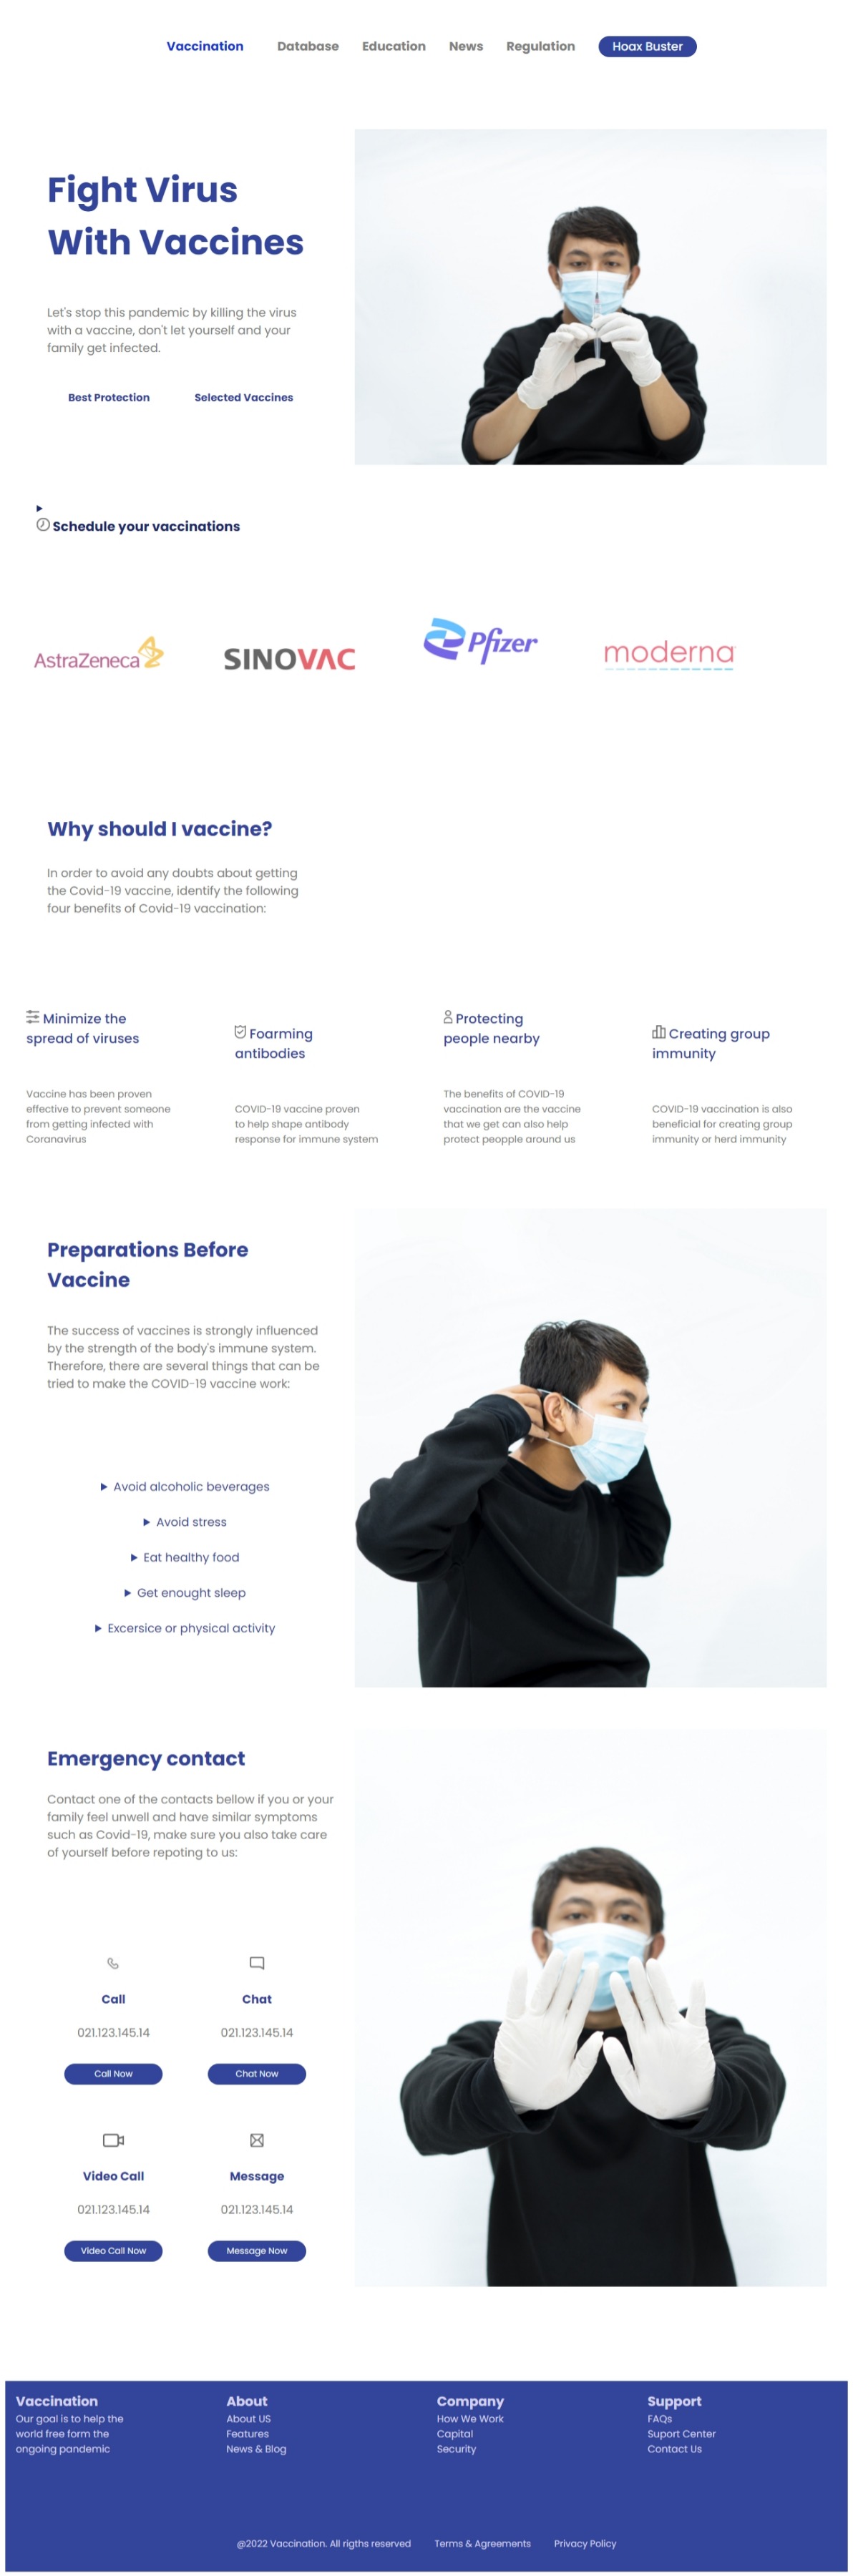 Vaccination
Database
Education
News
Regulation
Hoax Buster
Fight Virus
With Vaccines
Let's stop this pandemic by killing the virus
with a vaccine, don't let yourself and your
family get infected.
Best Protection
Selected Vaccines
Schedule your vaccinations
AstraZeneca
SINOVAC
Pfizer
moderna
Why should I vaccine?
In order to avoid any doubts about getting
the Covid-19 vaccine, identify the following
four benefits of Covid-19 vaccination:
Minimize the
spread of viruses
Vaccine has been proven
effective to prevent someone
from getting infected with
Coranavirus
Foarming
antibodies
COVID-19 vaccine proven
to help shape antibody
response for immune system
Protecting
people nearby
The benefits of COVID-19
vaccination are the vaccine
that we get can also help
protect peopple around us
Creating group
immunity
COVID-19 vaccination is also
beneficial for creating group
immunity or herd immunity
Preparations Before
Vaccine
The success of vaccines is strongly influenced
by the strength of the body's immune system.
Therefore, there are several things that can be
tried to make the COVID-19 vaccine work:
Avoid alcoholic beverages
Avoid stress
Eat healthy food
Get enought sleep
Excersice or physical activity
Emergency contact
Contact one of the contacts bellow if you or your
family feel unwell and have similar symptoms
such as Covid-19, make sure you also take care
of yourself before repoting to us:
Call
021.123.145.14
Call Now
Chat
021.123.145.14
Chat Now
Video Call
021.123.145.14
Video Call Now
Message
021.123.145.14
Message Now
Vaccination
Our goal is to help the
world free form the
ongoing pandemic
About
About US
Features
News & Blog
Company
How We Work
Capital
Security
Support
FAQs
Suport Center
Contact Us
@2022 Vaccination. All rigths reserved
Terms & Agreements
Privacy Policy